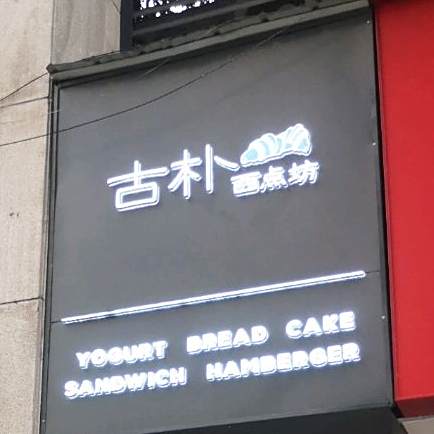 古朴西点坊
YOGURT BREAD CAKE
SANDWICH HAMBERGER